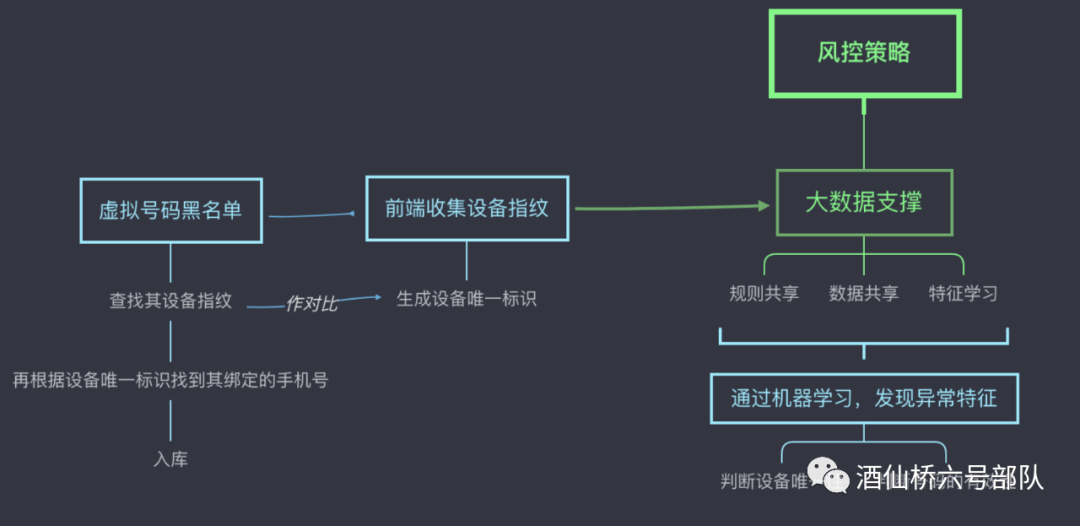 风控策略
虚拟号码黑名单
前端收集设备指纹
大数据支撑
查找其设备指纹
作对比
生成设备唯一标识
规则共享
数据共享
特征学习
再根据设备唯一标识找到其绑定的手机号
通过机器学习，发现异常特征
入库
判断设备唯一
酒仙桥六号部队